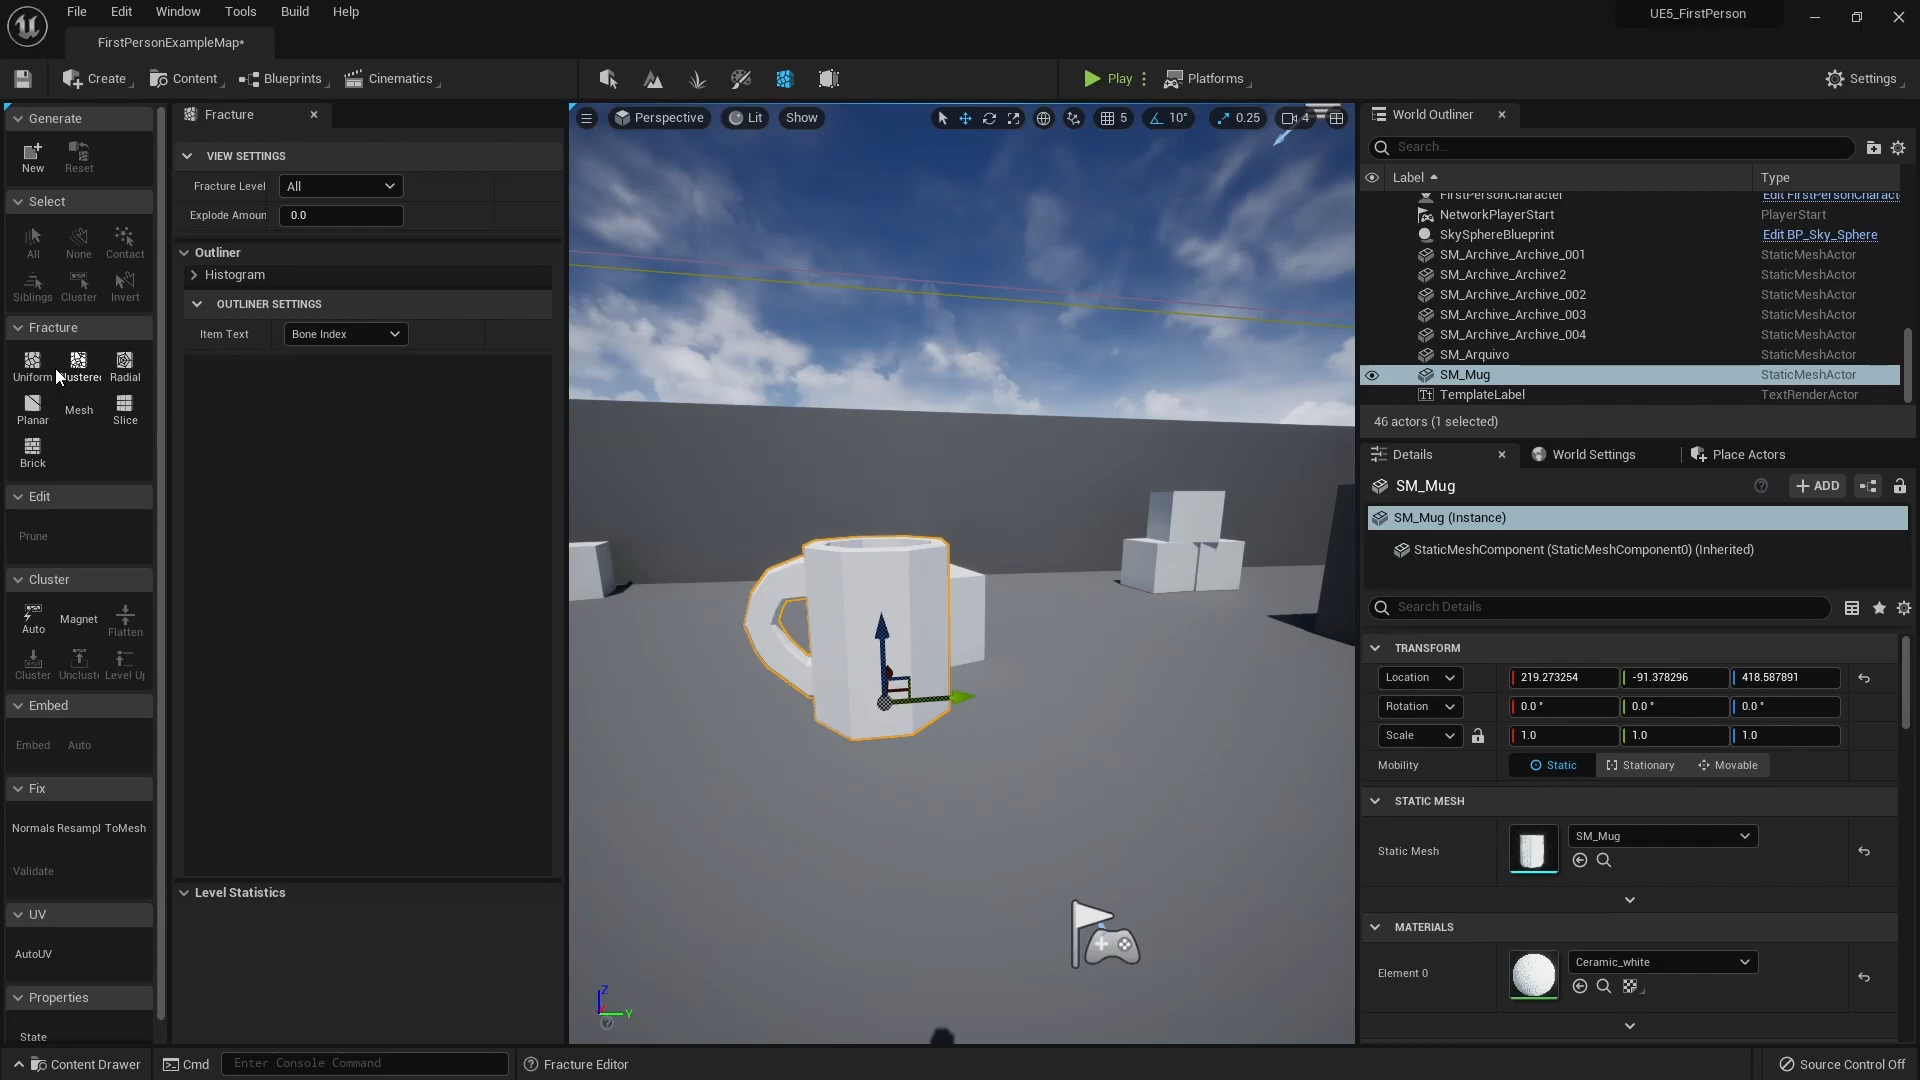 File Edit Window Tools Build Help
UE5_FirstPerson
FirstPersonExampleMap*
Create Content Blueprints Cinematics Play Platforms Settings
Generate
New Reset
Select
All None Contact
Siblings Cluster Invert
Fracture
Uniform lustere Radial
Planar Mesh Slice
Brick
Edit
Prune
Cluster
Auto Magnet Flatten
Cluster Unclust Level U
Embed
Embed Auto
Fix
Normals Resampl ToMesh
Validate
UV
AutoUV
Properties
State
Fracture
VIEW SETTINGS
Fracture Level All
Explode Amoun 0.0
Outliner
Histogram
OUTLINER SETTINGS
Item Text Bone Index
Level Statistics
Perspective Lit Show 5 10° 0.25 4
Z
Y
World Outliner
Search...
Label Type
FirstPersonCharacter Edit FirstPersonCharact
NetworkPlayerStart PlayerStart
SkySphereBlueprint Edit BP_Sky_Sphere
SM_Archive_Archive_001 StaticMeshActor
SM_Archive_Archive2 StaticMeshActor
SM_Archive_Archive_002 StaticMeshActor
SM_Archive_Archive_003 StaticMeshActor
SM_Archive_Archive_004 StaticMeshActor
SM_Arquivo StaticMeshActor
SM_Mug StaticMeshActor
TemplateLabel TextRenderActor
46 actors (1 selected)
Details World Settings Place Actors
SM_Mug + ADD
SM_Mug (Instance)
StaticMeshComponent (StaticMeshComponent0) (Inherited)
Search Details
TRANSFORM
Location 219.273254 -91.378296 418.587891
Rotation 0.0 ° 0.0 ° 0.0 °
Scale 1.0 1.0 1.0
Mobility Static Stationary Movable
STATIC MESH
Static Mesh SM_Mug
MATERIALS
Element 0 Ceramic_white
Content Drawer Cmd Enter Console Command Fracture Editor Source Control Off